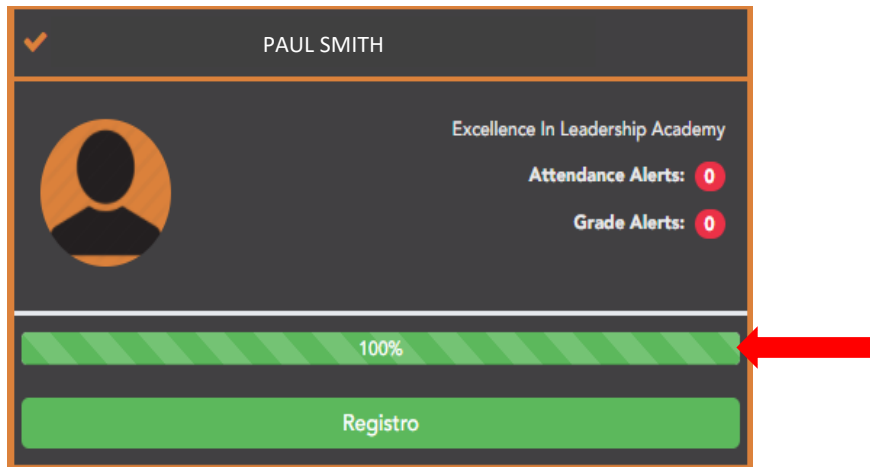 PAUL SMITH
Excellence In Leadership Academy
Attendance Alerts: 0
Grade Alerts: 0
100%
Registro